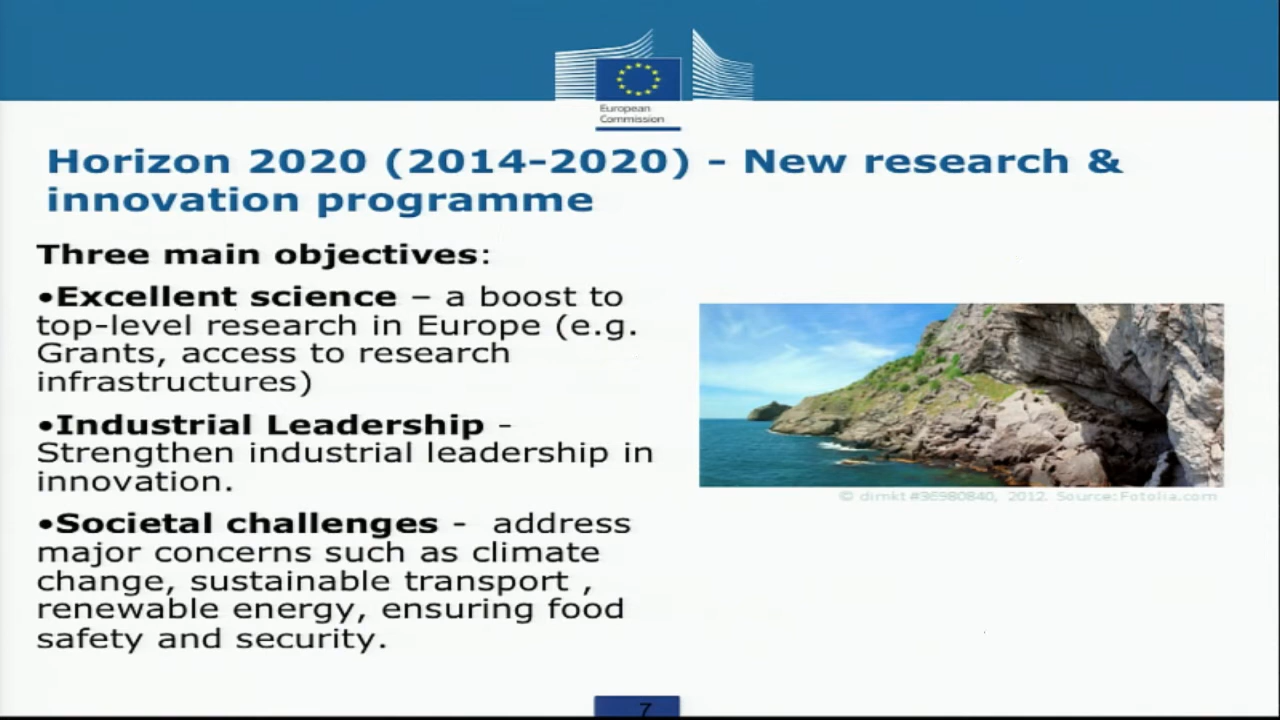 European
Commission
Horizon 2020 (2014-2020) - New research &
innovation programme
Three main objectives:
•Excellent science – a boost to
top-level research in Europe (e.g.
Grants, access to research
infrastructures)
•Industrial Leadership -
Strengthen industrial leadership in
innovation.
•Societal challenges -  address
major concerns such as climate
change, sustainable transport ,
renewable energy, ensuring food
safety and security.
© dimkt #36980840, 2012. Source:Fotolia.com
7